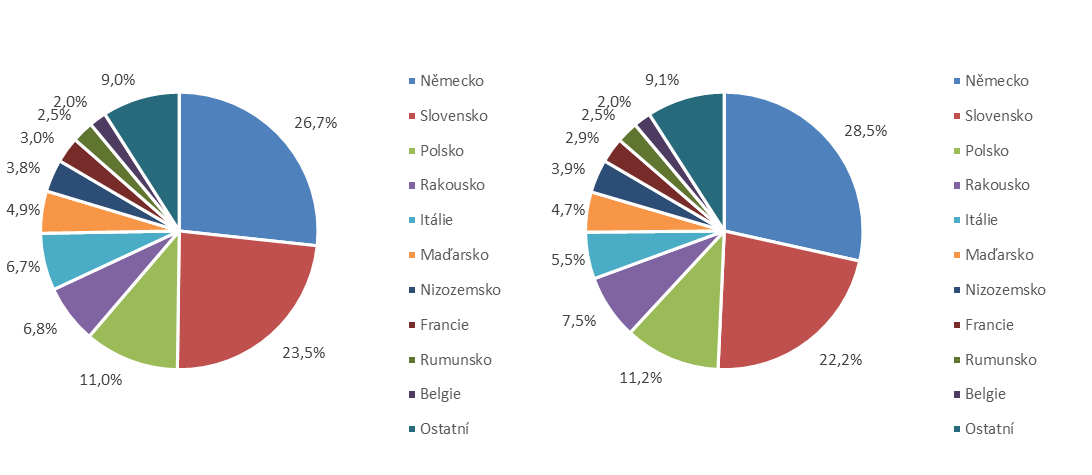 9,0%
2,0%
2,5%
3,0%
3,8%
4,9%
6,7%
6,8%
11,0%
23,5%
26,7%
Německo
Slovensko
Polsko
Rakousko
Itálie
Maďarsko
Nizozemsko
Francie
Rumunsko
Belgie
Ostatní
9,1%
2,0%
2,5%
2,9%
3,9%
4,7%
5,5%
7,5%
11,2%
22,2%
28,5%
Německo
Slovensko
Polsko
Rakousko
Itálie
Maďarsko
Nizozemsko
Francie
Rumunsko
Belgie
Ostatní